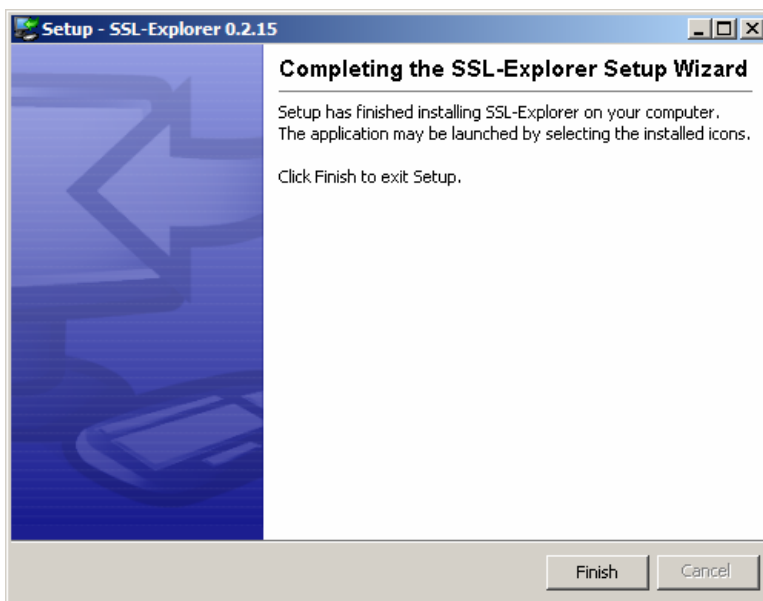 Setup - SSL-Explorer 0.2.15
Completing the SSL-Explorer Setup Wizard
Setup has finished installing SSL-Explorer on your computer.
The application may be launched by selecting the installed icons.
Click Finish to exit Setup.
Finish Cancel